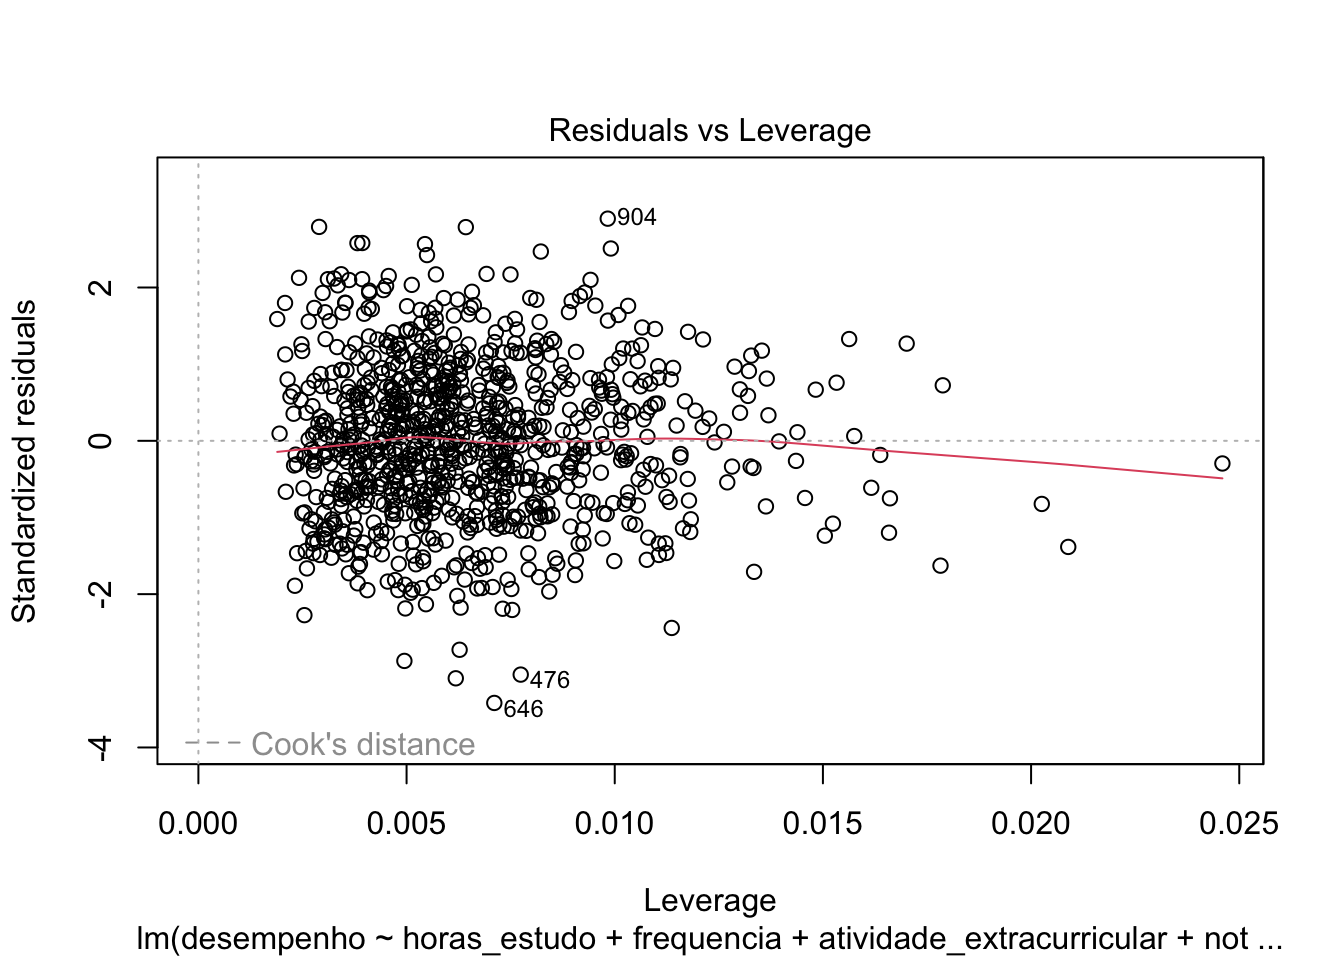 Residuals vs Leverage
Standardized residuals
2
0
-2
-4
904
476
646
Cook's distance
0.000 0.005 0.010 0.015 0.020 0.025
Leverage
lm(desempenho ~ horas_estudo + frequencia + atividade_extracurricular + not ...